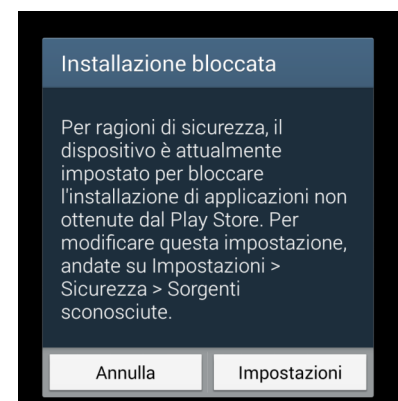 Installazione bloccata
Per ragioni di sicurezza, il
dispositivo è attualmente
impostato per bloccare
l'installazione di applicazioni non
ottenute dal Play Store. Per
modificare questa impostazione,
andate su Impostazioni >
Sicurezza > Sorgenti
sconosciute.
Annulla
Impostazioni